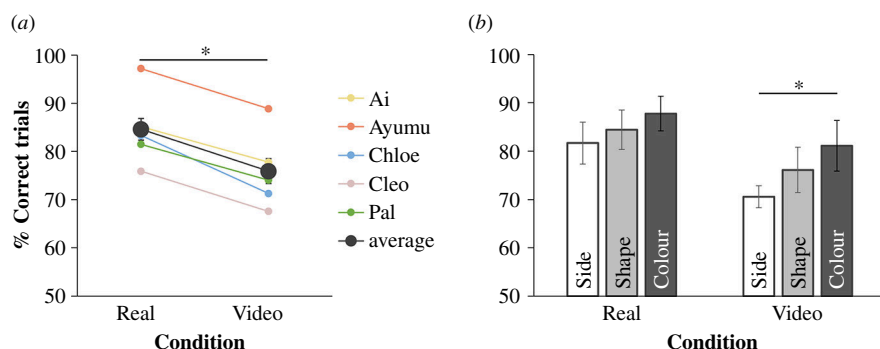 (a)
% Correct trials
100
90
80
70
60
50
*
Real
Video
Condition
Ai
Ayumu
Chloe
Cleo
Pal
average
(b)
100
90
80
70
60
50
*
Side
Shape
Colour
Side
Shape
Colour
Real
Video
Condition